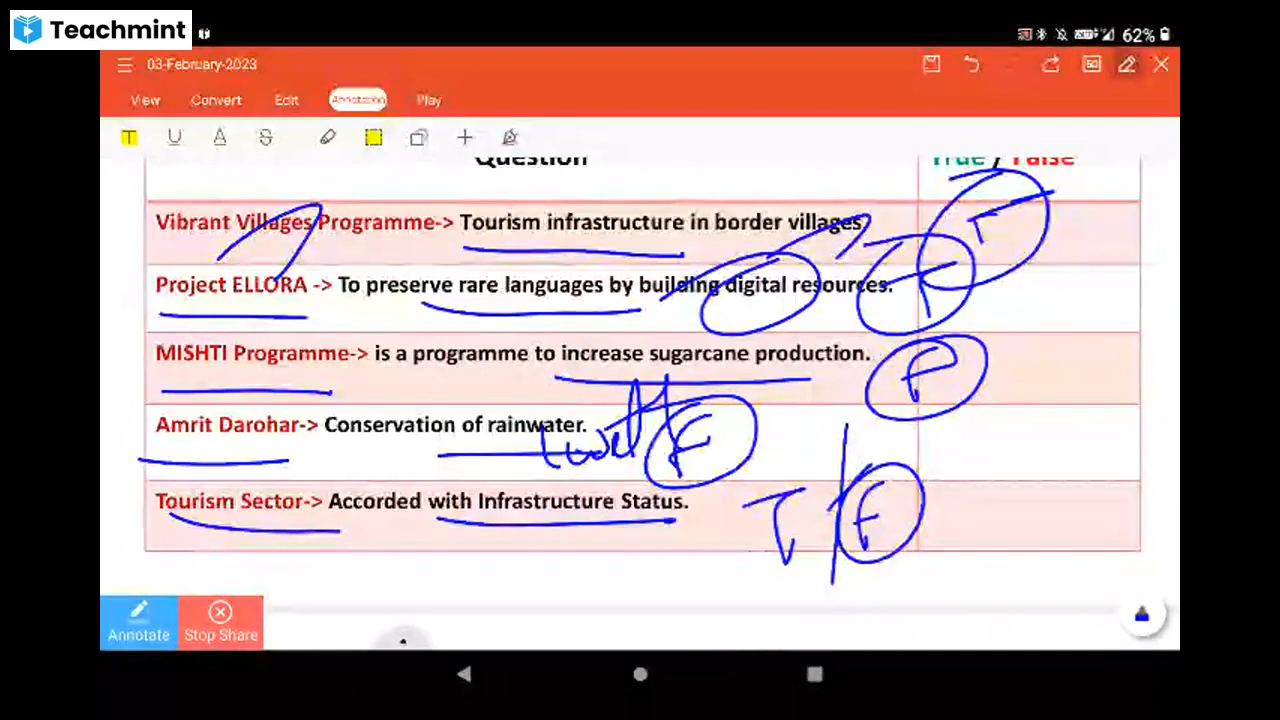 Teachmint
62%
03-February-2023
View Convert Edit Annotation Play
Question True / False
Vibrant Villages Programme-> Tourism infrastructure in border villages. T
Project ELLORA -> To preserve rare languages by building digital resources. T
MISHTI Programme-> is a programme to increase sugarcane production. F
Amrit Darohar-> Conservation of rainwater. F
Tourism Sector-> Accorded with Infrastructure Status. T / F
Annotate Stop Share